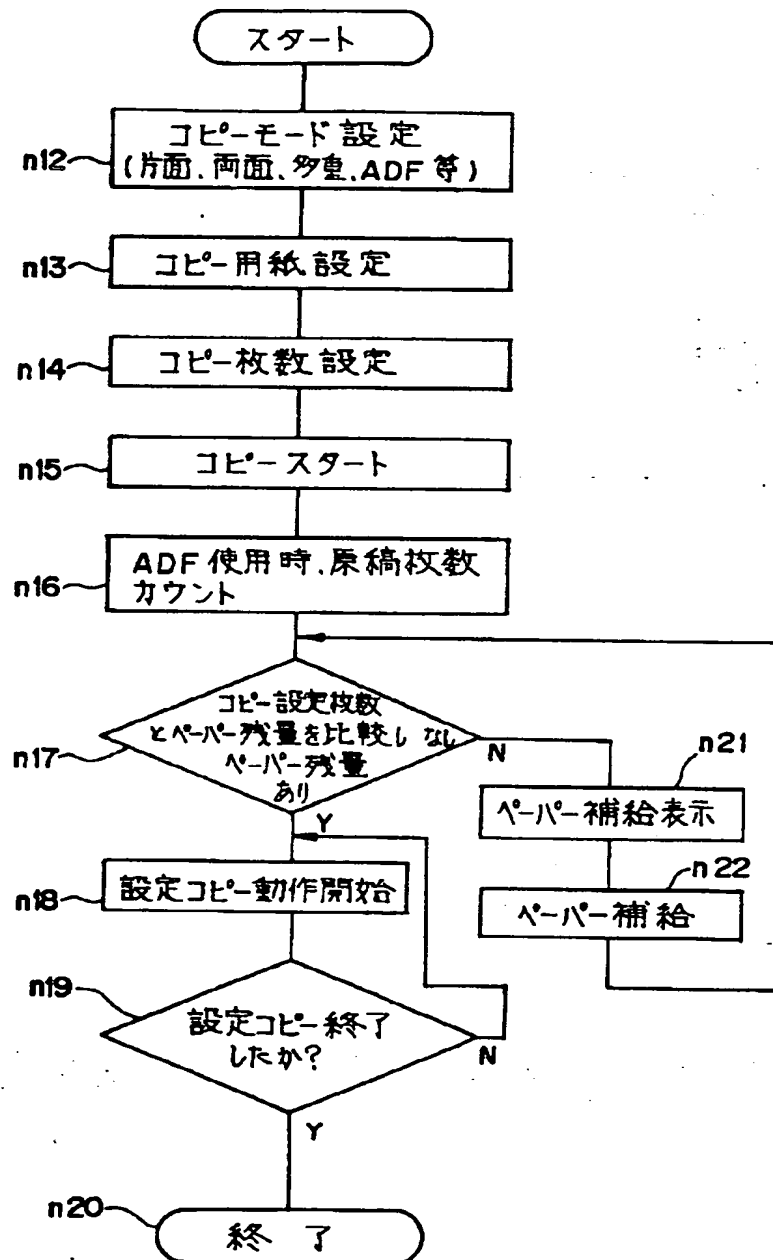 スタート
n12
コピーモード設定
(片面、両面、多重、ADF等)
n13
コピー用紙設定
n14
コピー枚数設定
n15
コピースタート
n16
ADF使用時、原稿枚数
カウント
n17
コピー設定枚数
とペーパー残量を比較し なし
ペーパー残量
あり
N
Y
n21
ペーパー補給表示
n22
ペーパー補給
n18
設定コピー動作開始
n19
設定コピー終了
したか?
N
Y
n20
終了